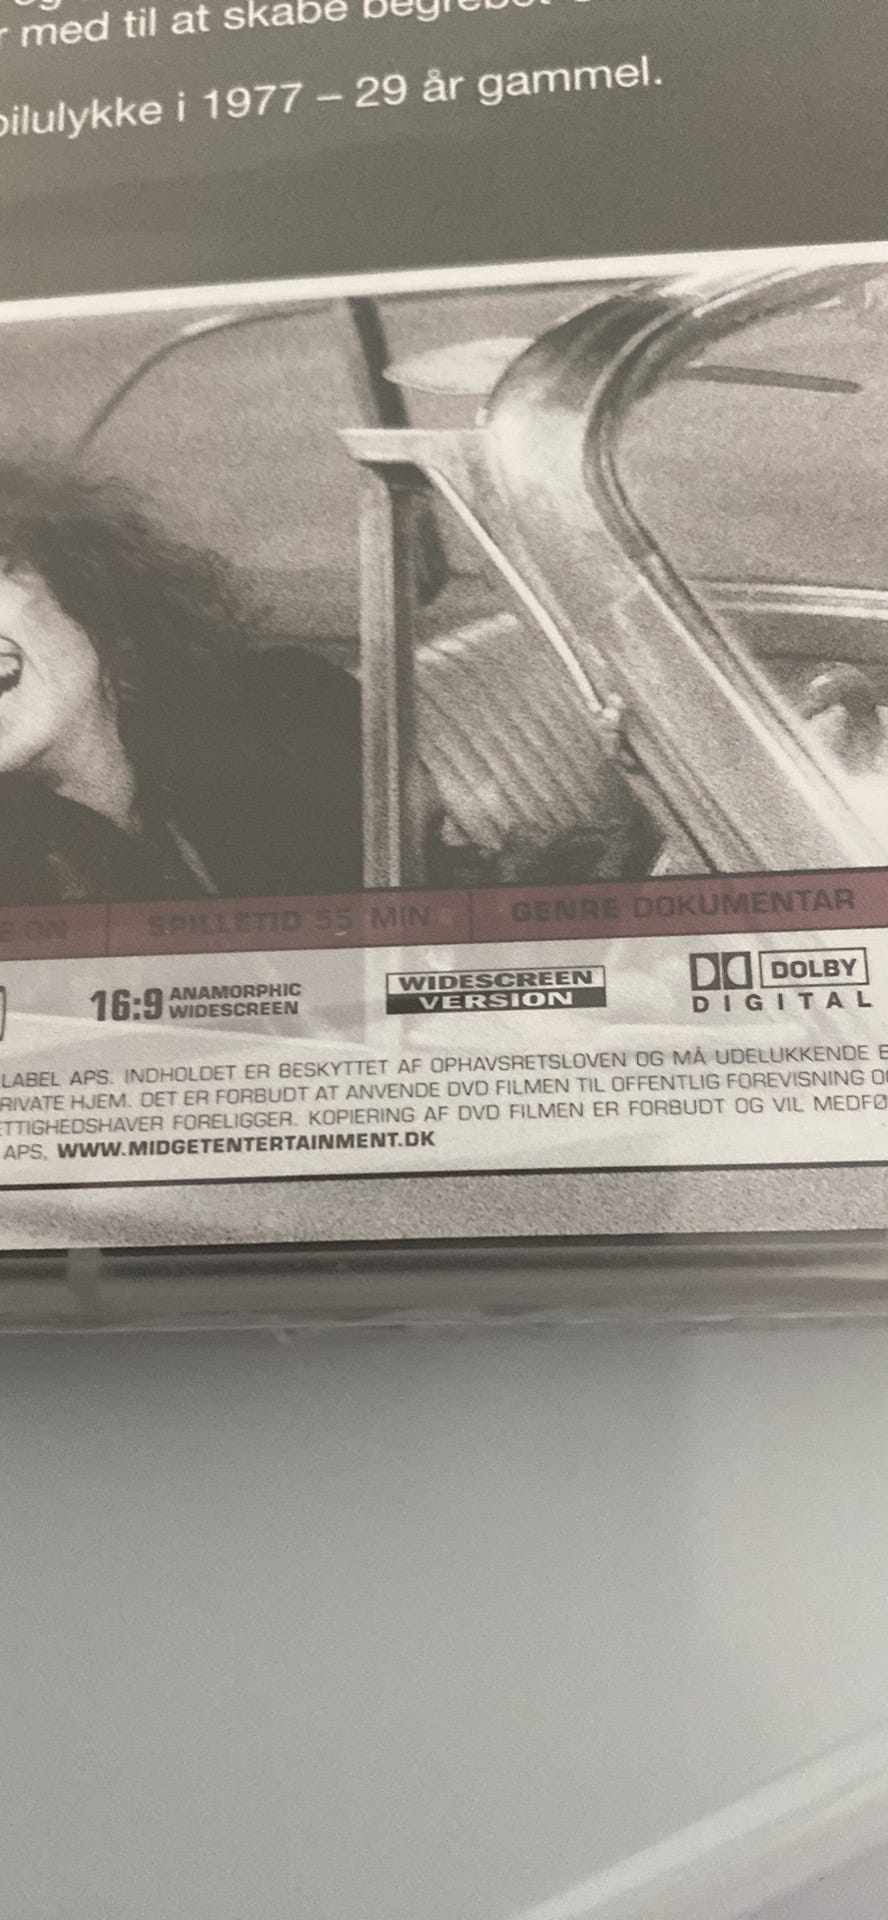 r med til at skabe begrebet
bilulykke i 1977 – 29 år gammel.
E ON | SPILLETID 55 MIN | GENRE DOKUMENTAR
16:9 ANAMORPHIC WIDESCREEN
WIDESCREEN VERSION
DOLBY DIGITAL
LABEL APS. INDHOLDET ER BESKYTTET AF OPHAVSRETSLOVEN OG MÅ UDELUKKENDE
RIVATE HJEM. DET ER FORBUDT AT ANVENDE DVD FILMEN TIL OFFENTLIG FOREVISNING O
ETTIGHEDSHAVER FORELIGGER. KOPIERING AF DVD FILMEN ER FORBUDT OG VIL MEDFØ
APS. WWW.MIDGETENTERTAINMENT.DK